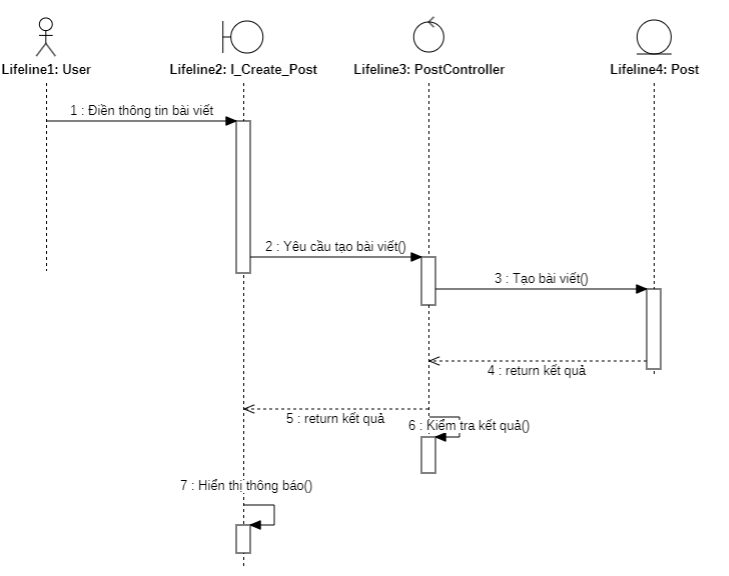 Lifeline1: User
Lifeline2: I_Create_Post
Lifeline3: PostController
Lifeline4: Post
1 : Điền thông tin bài viết
2 : Yêu cầu tạo bài viết()
3 : Tạo bài viết()
4 : return kết quả
5 : return kết quả
6 : Kiểm tra kết quả()
7 : Hiển thị thông báo()